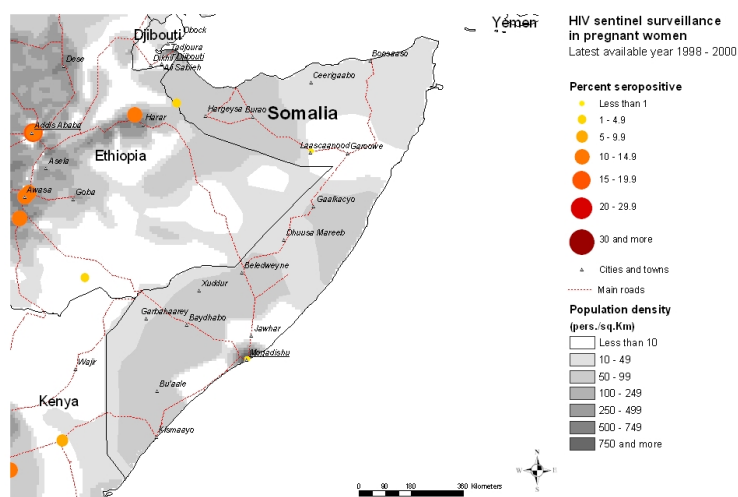 Yemen
Obock
Djibouti
Tadjoura
Djibouti
Dikhil
Ali Sabieh
Dese
Bossaaso
Ceerigaabo
Harar
Hargeysa
Burao
Somalia
Addis Ababa
Ethiopia
Laascaanood
Garoowe
Asela
Awasa
Goba
Gaalkacyo
Dhuusa Mareeb
Beledweyne
Xuddur
Garbahaarey
Baydhabo
Jawhar
Mogadishu
Wajir
Bu'aale
Kenya
Kismaayo
HIV sentinel surveillance
in pregnant women
Latest available year 1998 - 2000
Percent seropositive
Less than 1
1 - 4.9
5 - 9.9
10 - 14.9
15 - 19.9
20 - 29.9
30 and more
Cities and towns
Main roads
Population density
(pers./sq.Km)
Less than 10
10 - 49
50 - 99
100 - 249
250 - 499
500 - 749
750 and more
N
W
E
S
0
90
180
360 Kilometers